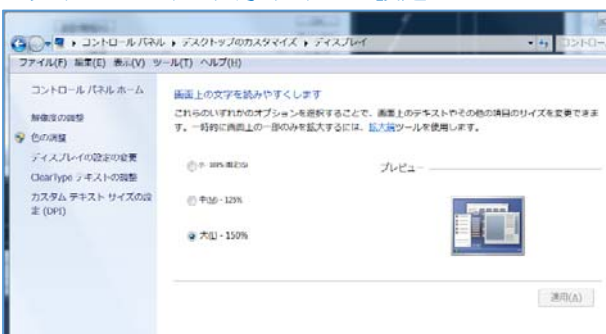 コントロール パネル ▸ デスクトップのカスタマイズ ▸ ディスプレイ
ファイル(F) 編集(E) 表示(V) ツール(T) ヘルプ(H)
コントロール パネル ホーム
解像度の調整
色の調整
ディスプレイの設定の変更
ClearType テキストの調整
カスタム テキスト サイズの設
定 (DPI)
画面上の文字を読みやすくします
これらのいずれかのオプションを選択することで、画面上のテキストやその他の項目のサイズを変更できま
す。一時的に画面上の一部のみを拡大するには、拡大鏡ツールを使用します。
小 - 100% (既定)(S)
プレビュー
中(M) - 125%
大(L) - 150%
適用(A)